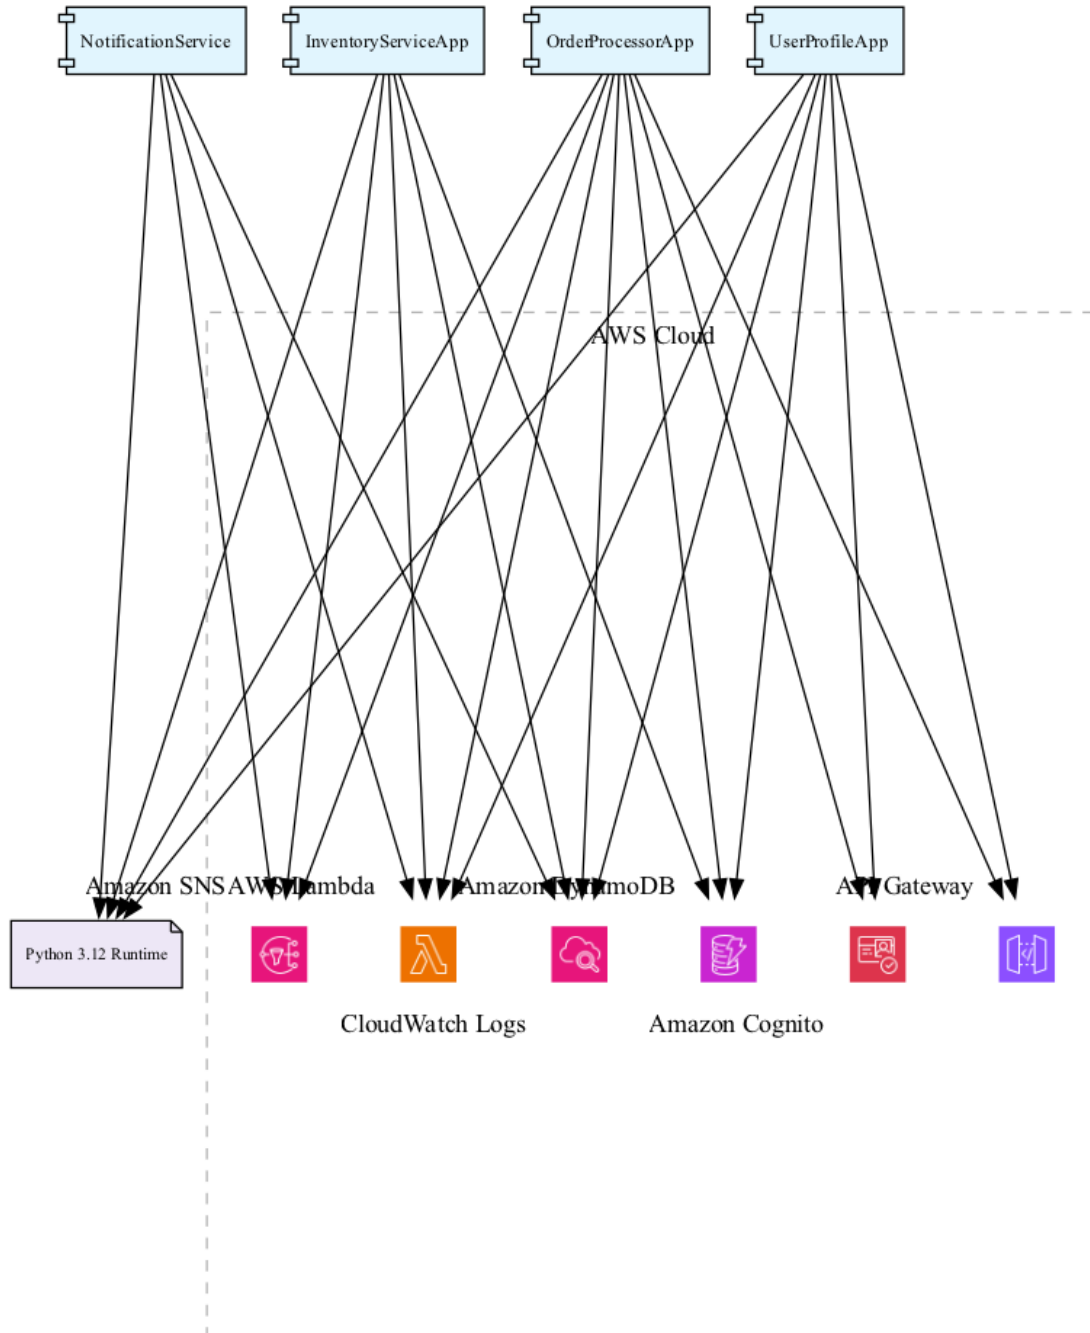 NotificationService
InventoryServiceApp
OrderProcessorApp
UserProfileApp
AWS Cloud
Amazon SNS
AWS Lambda
Amazon DynamoDB
API Gateway
Python 3.12 Runtime
CloudWatch Logs
Amazon Cognito